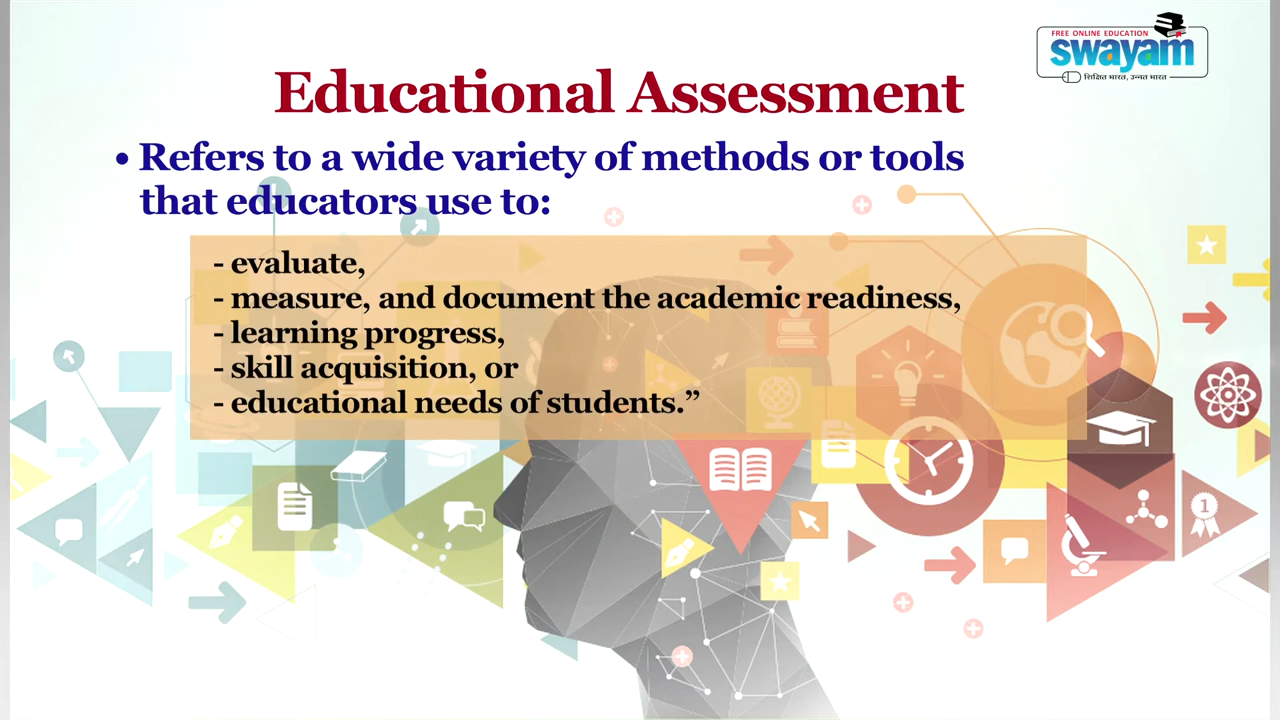 FREE ONLINE EDUCATION
swayam
शिक्षित भारत, उन्नत भारत
Educational Assessment
• Refers to a wide variety of methods or tools
that educators use to:
- evaluate,
- measure, and document the academic readiness,
- learning progress,
- skill acquisition, or
- educational needs of students.”
1